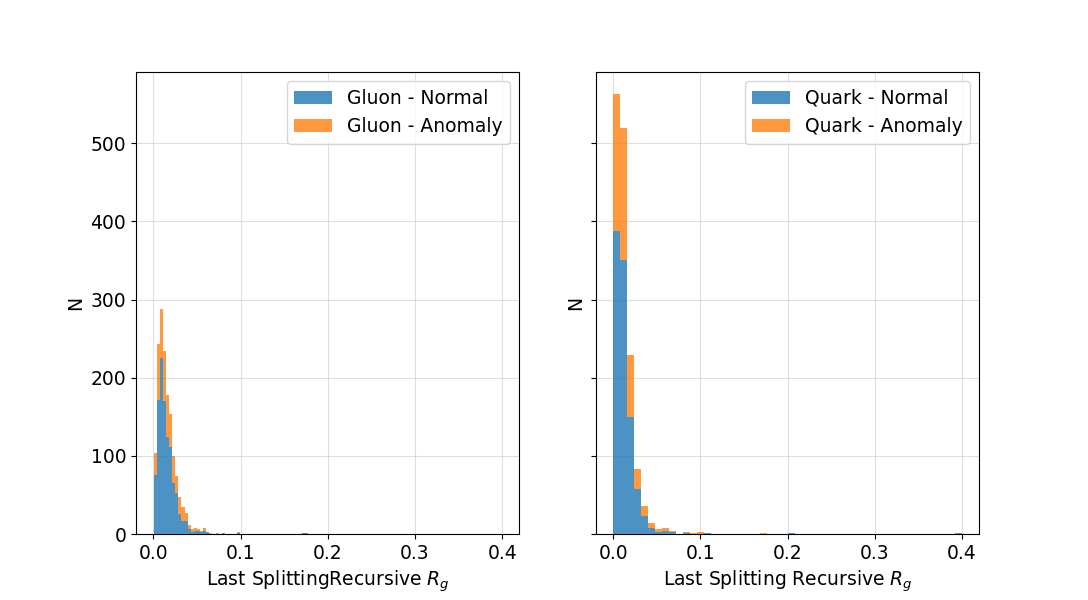 Gluon - Normal
Gluon - Anomaly
Quark - Normal
Quark - Anomaly
500
400
300
200
100
0
N
N
0.0 0.1 0.2 0.3 0.4
0.0 0.1 0.2 0.3 0.4
Last SplittingRecursive $R_g$
Last Splitting Recursive $R_g$